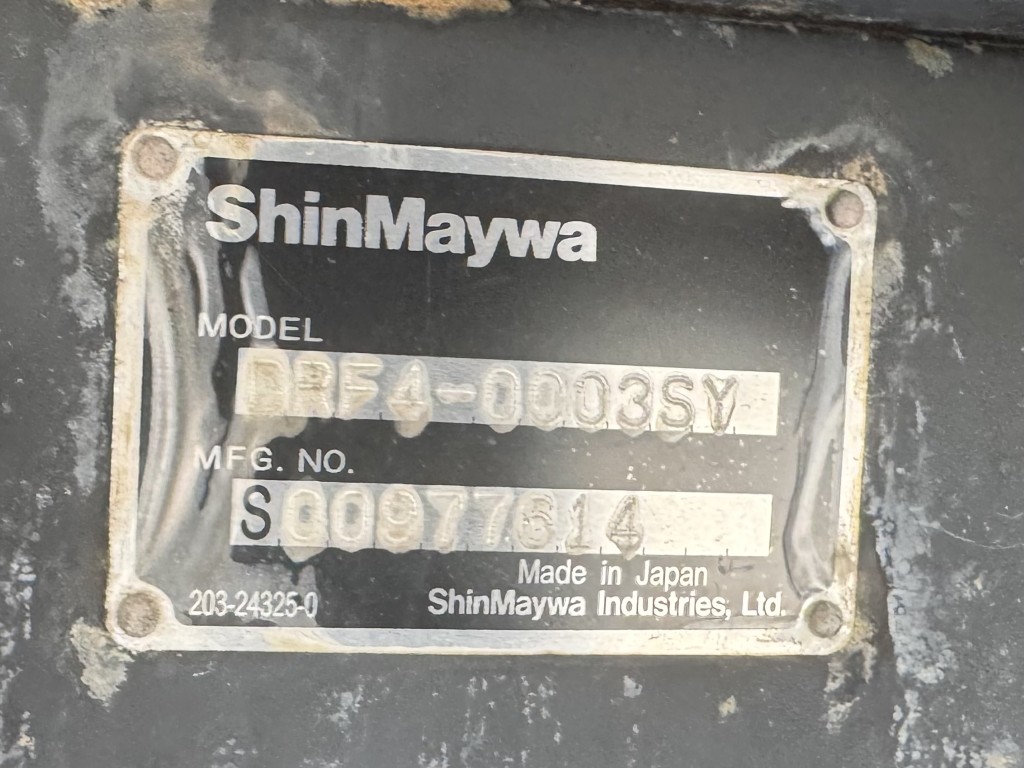 ShinMaywa
MODEL
DRF4-0003SY
MFG. NO.
S00977614
Made in Japan
203-24325-0
ShinMaywa Industries, Ltd.